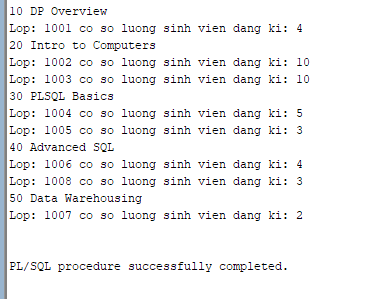 10 DP Overview
Lop: 1001 co so luong sinh vien dang ki: 4
20 Intro to Computers
Lop: 1002 co so luong sinh vien dang ki: 10
Lop: 1003 co so luong sinh vien dang ki: 10
30 PLSQL Basics
Lop: 1004 co so luong sinh vien dang ki: 5
Lop: 1005 co so luong sinh vien dang ki: 3
40 Advanced SQL
Lop: 1006 co so luong sinh vien dang ki: 4
Lop: 1008 co so luong sinh vien dang ki: 3
50 Data Warehousing
Lop: 1007 co so luong sinh vien dang ki: 2
PL/SQL procedure successfully completed.